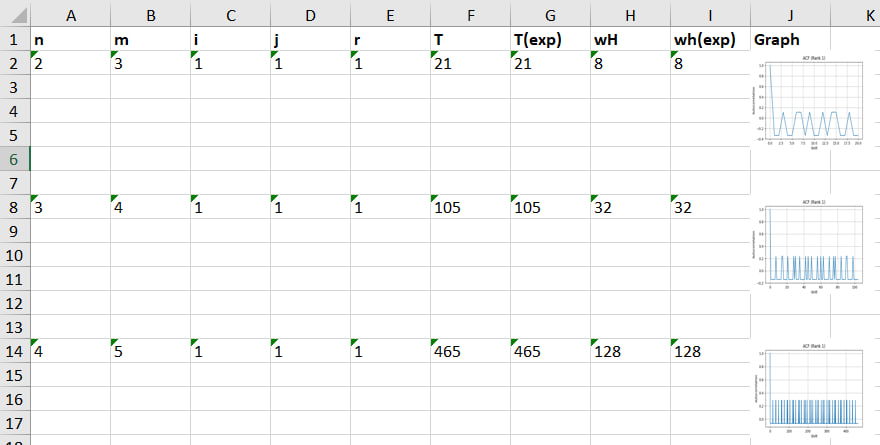 A B C D E F G H I J K
1 n m i j r T T(exp) wH wh(exp) Graph
2 2 3 1 1 1 21 21 8 8
ACF (Rank 1)
3
4
5
6
7
8 3 4 1 1 1 105 105 32 32
ACF (Rank 1)
9
10
11
12
13
14 4 5 1 1 1 465 465 128 128
ACF (Rank 1)
15
16
17